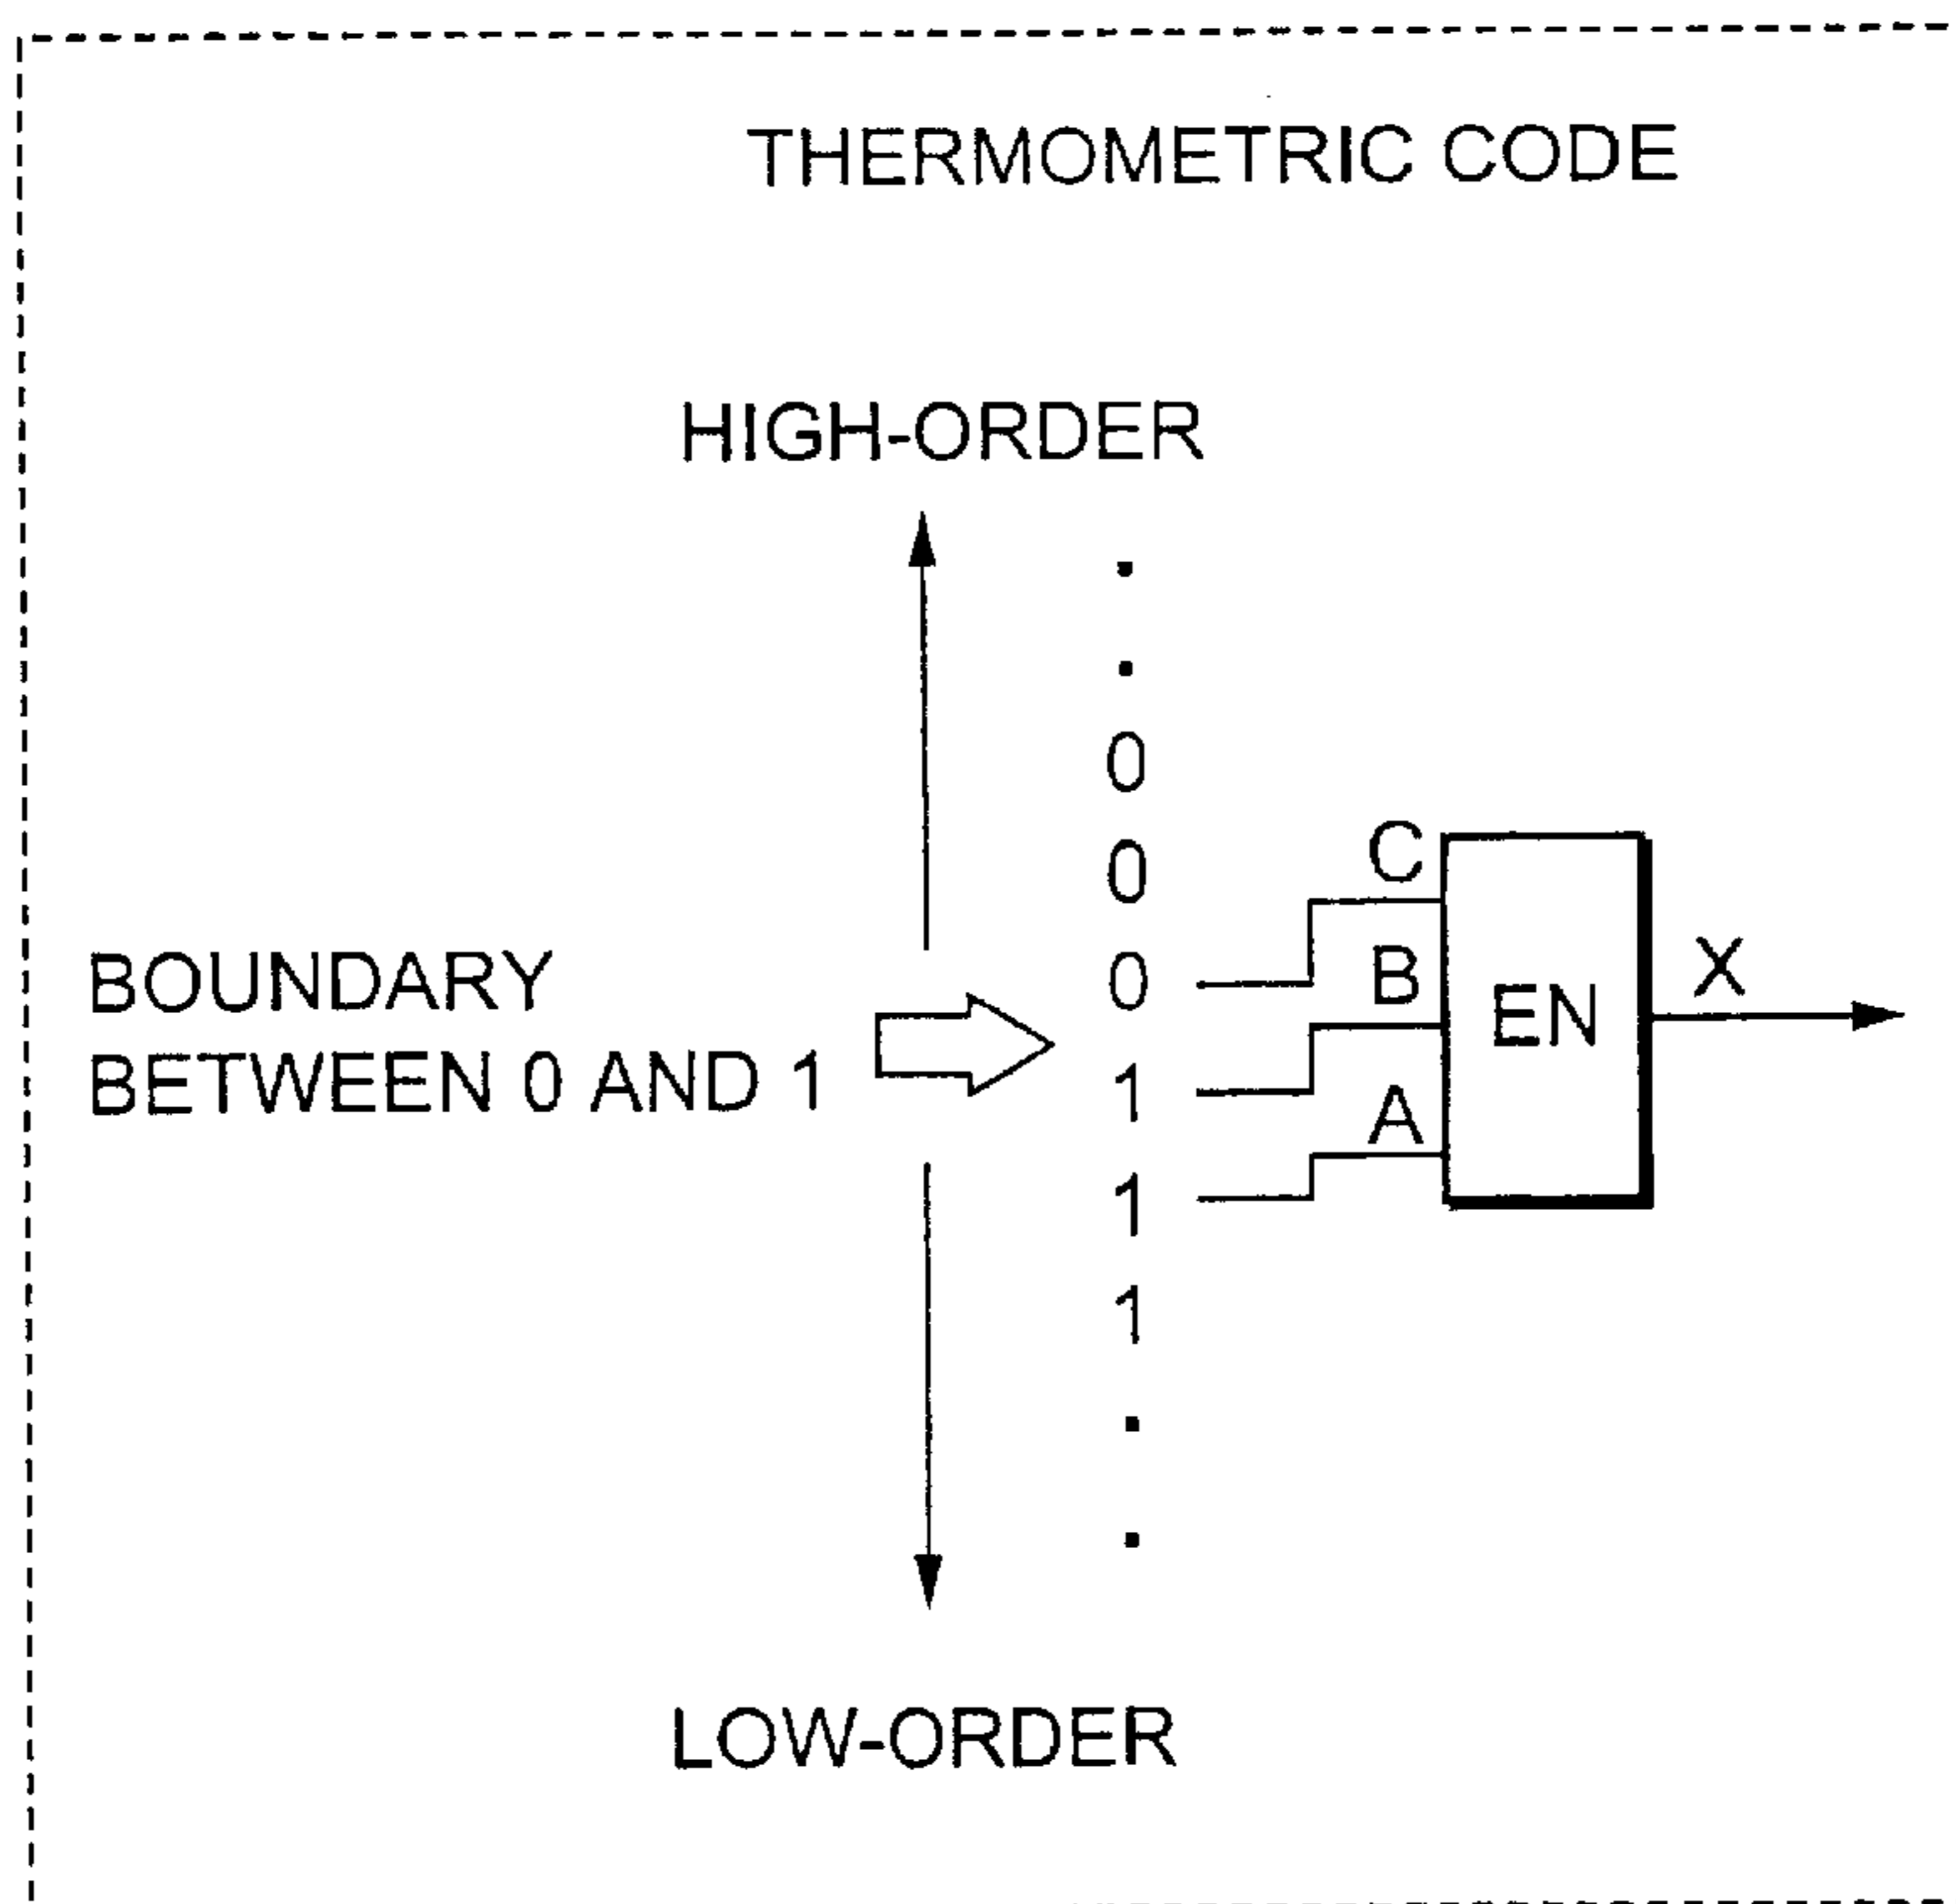 THERMOMETRIC CODE
HIGH-ORDER
.
.
0
0
C
0
B
BOUNDARY
BETWEEN 0 AND 1
EN
X
1
A
1
1
.
.
LOW-ORDER